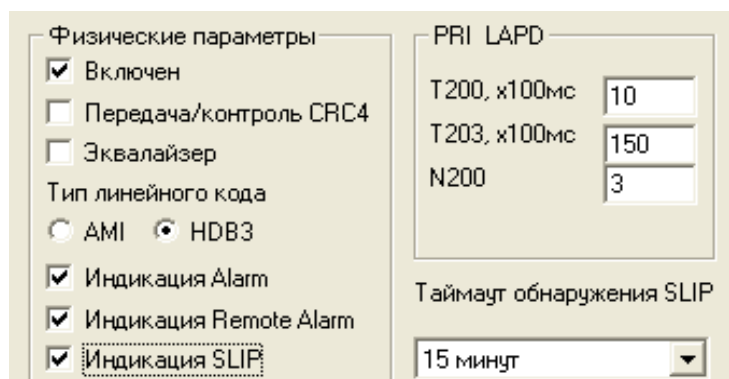 Физические параметры
Включен
Передача/контроль CRC4
Эквалайзер
Тип линейного кода
AMI HDB3
Индикация Alarm
Индикация Remote Alarm
Индикация SLIP
PRI LAPD
T200, x100мс 10
T203, x100мс 150
N200 3
Таймаут обнаружения SLIP
15 минут